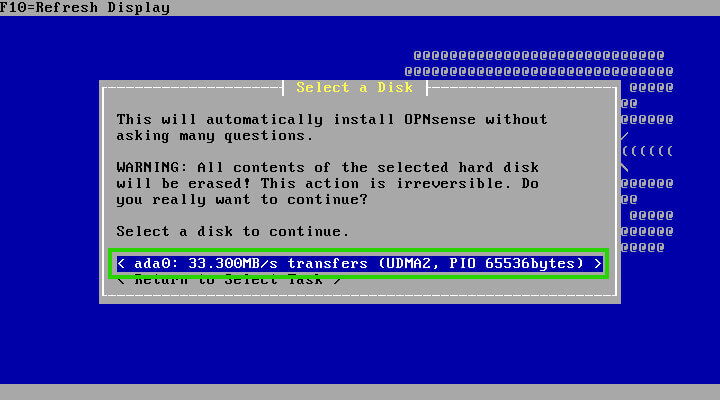 F10=Refresh Display
@@@@@@@@@@@@@@@@@@@@@@@@@@@@
@@@@@@@@@@@@@@@@@@@@@@@@@@@@@@
Select a Disk
@@@@@
This will automatically install OPNsense without
@@
asking many questions.
@@@@@@
/
WARNING: All contents of the selected hard disk
((((((
will be erased! This action is irreversible. Do
\
you really want to continue?
@@@@@@
@@
Select a disk to continue.
@@@@@
@@@@@@
@@@@@
< ada0: 33.300MB/s transfers (UDMA2, PIO 65536bytes) >
< Return to Select Task >